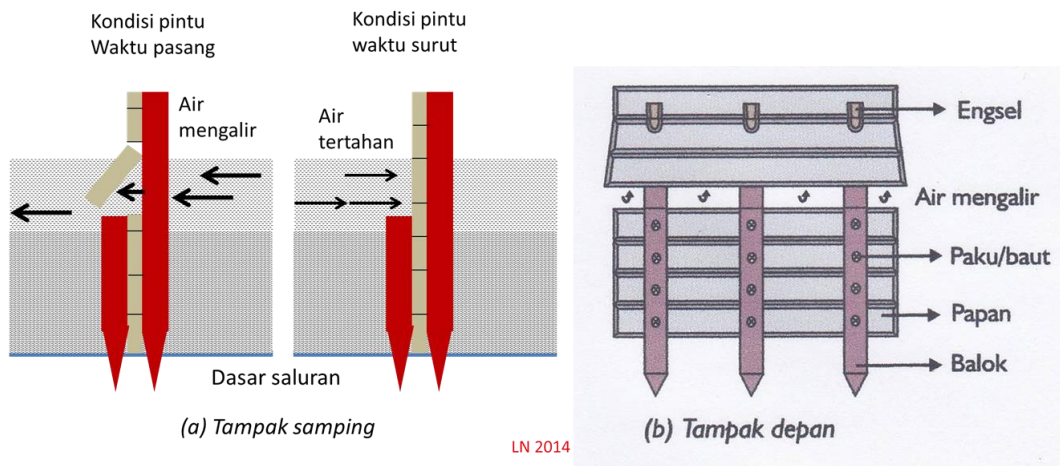 Kondisi pintu
Waktu pasang
Kondisi pintu
waktu surut
Air
mengalir
Air
tertahan
Dasar saluran
(a) Tampak samping
LN 2014
Engsel
Air mengalir
Paku/baut
Papan
Balok
(b) Tampak depan